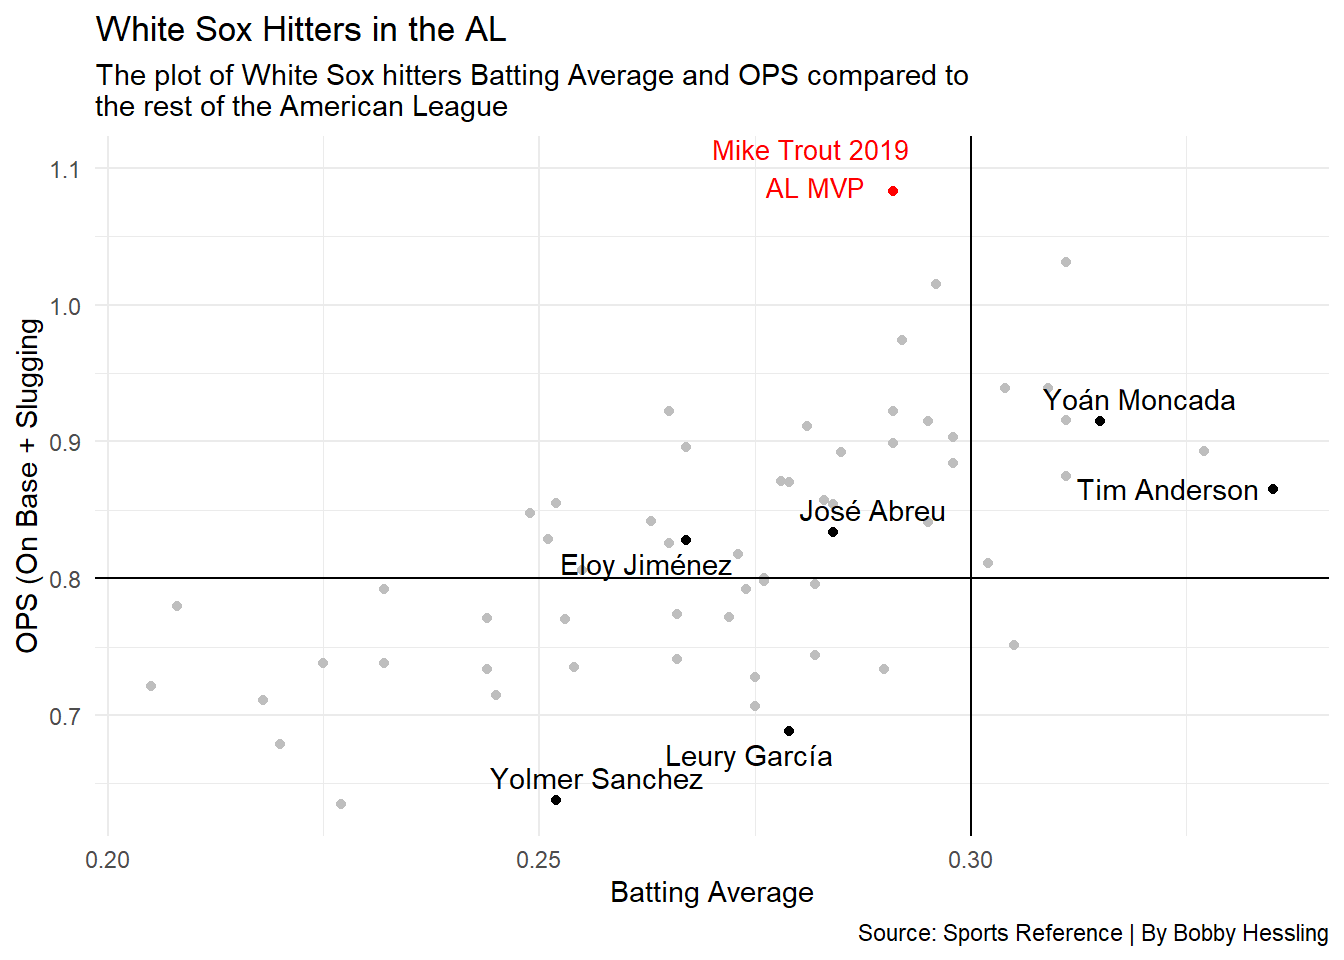 White Sox Hitters in the AL
The plot of White Sox hitters Batting Average and OPS compared to
the rest of the American League
Mike Trout 2019
AL MVP
1.1
1.0
0.9
0.8
0.7
OPS (On Base + Slugging
Yoán Moncada
Tim Anderson
José Abreu
Eloy Jiménez
Leury García
Yolmer Sanchez
0.20
0.25
0.30
Batting Average
Source: Sports Reference | By Bobby Hessling